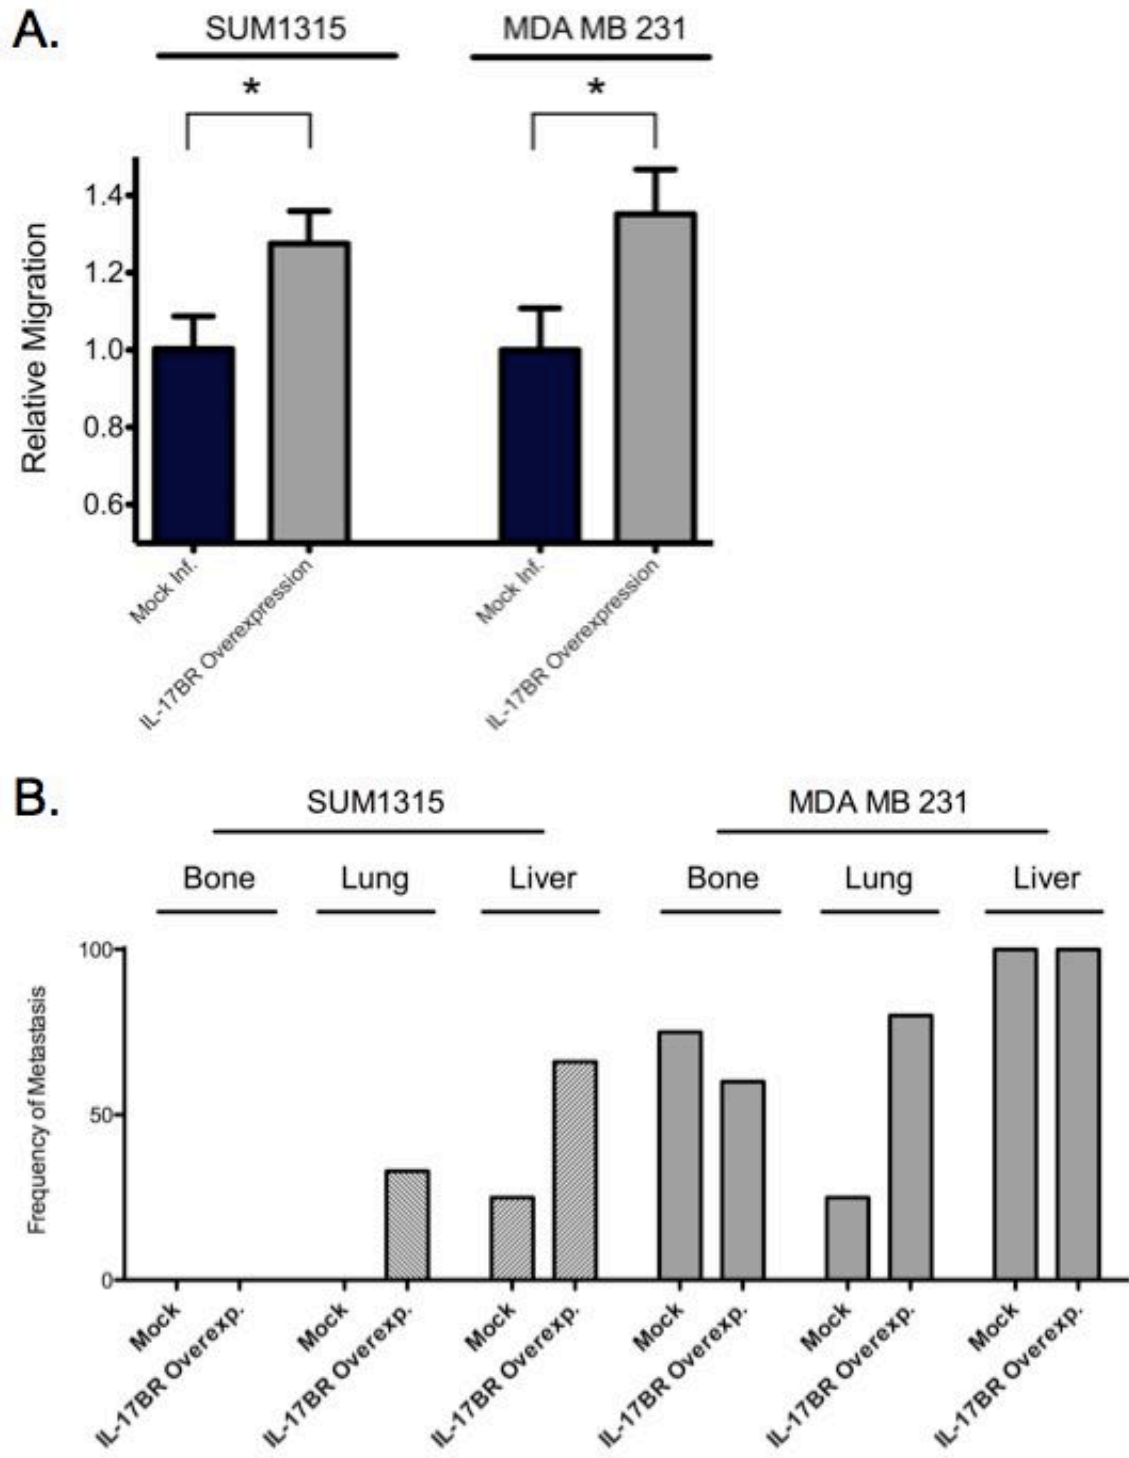 A.
SUM1315 MDA MB 231
* *
Relative Migration
1.4
1.2
1.0
0.8
0.6
Mock Inf. IL-17BR Overexpression Mock Inf. IL-17BR Overexpression
B.
SUM1315 MDA MB 231
Bone Lung Liver Bone Lung Liver
Frequency of Metastasis
100
50
0
Mock IL-17BR Overexp. Mock IL-17BR Overexp. Mock IL-17BR Overexp. Mock IL-17BR Overexp. Mock IL-17BR Overexp. Mock IL-17BR Overexp.